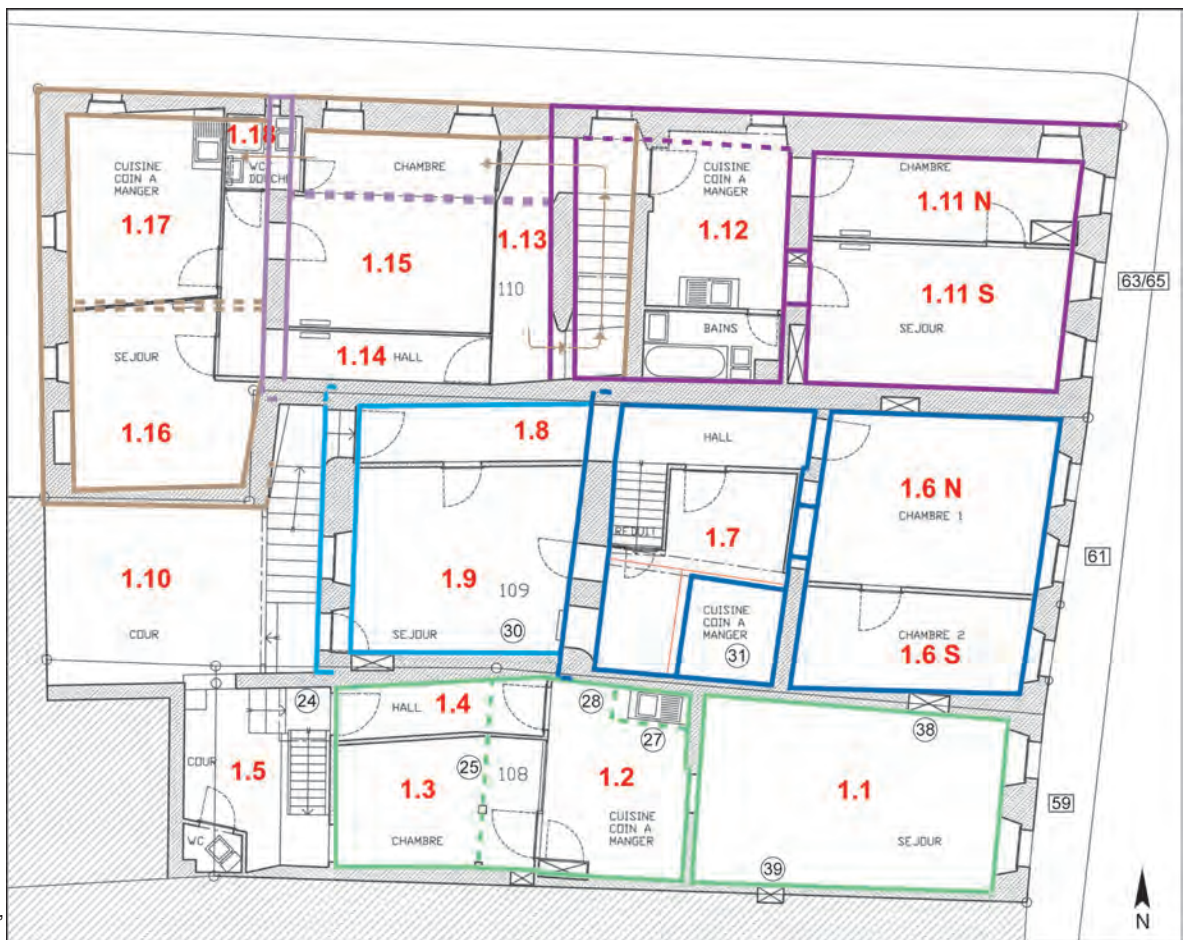 1.18
CUISINE
COIN A
MANGER
1.17
WC
DOUCHE
CHAMBRE
1.15
1.13
110
CUISINE
COIN A
MANGER
1.12
CHAMBRE
1.11 N
1.11 S
SEJOUR
63/65
BAINS
SEJOUR
1.14
HALL
1.16
1.8
HALL
1.6 N
CHAMBRE 1
1.7
REDUIT
61
1.10
COUR
1.9
109
SEJOUR
30
CUISINE
COIN A
MANGER
31
CHAMBRE 2
1.6 S
24
HALL
1.4
28
27
38
COUR
1.5
25
108
1.3
CHAMBRE
1.2
CUISINE
COIN A
MANGER
1.1
SEJOUR
59
WC
39
N